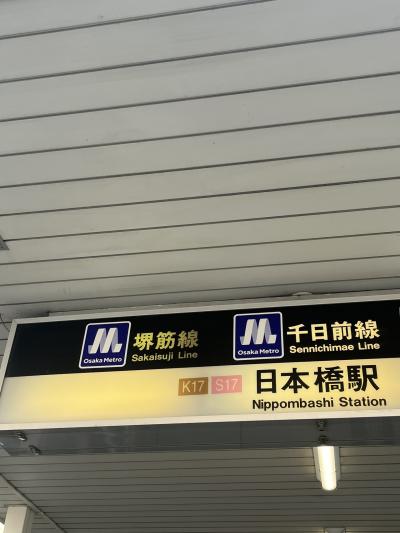 堺筋線
Sakaisuji Line
Osaka Metro
千日前線
Sennichimae Line
Osaka Metro
K17 S17 日本橋駅
Nippombashi Station